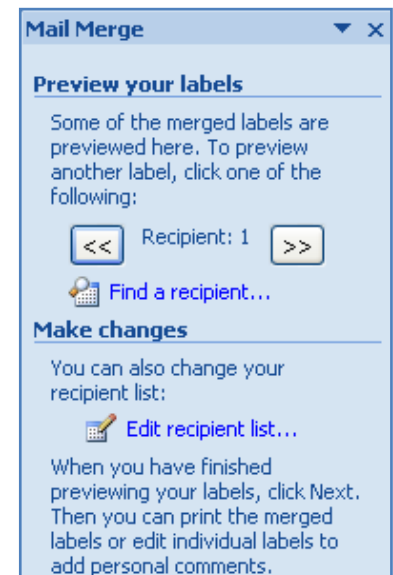 Mail Merge
Preview your labels
Some of the merged labels are
previewed here. To preview
another label, click one of the
following:
<< Recipient: 1 >>
Find a recipient...
Make changes
You can also change your
recipient list:
Edit recipient list...
When you have finished
previewing your labels, click Next.
Then you can print the merged
labels or edit individual labels to
add personal comments.